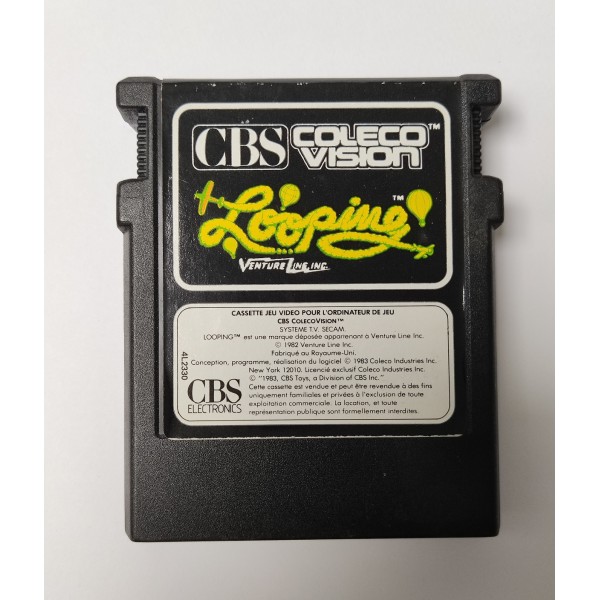 CBS COLECO VISION™
Looping™
VENTURE LINE, INC.
CASSETTE JEU VIDEO POUR L'ORDINATEUR DE JEU
CBS COLECOVISION™
SYSTEME T.V. SECAM.
LOOPING™ est une marque déposée apparrenant a Venture Line Inc.
© 1982 Venture Line Inc.
Fabriqué au Royaume-Uni.
Conception, programme, réalisation du logiciel © 1983 Coleco Industries Inc.
New York 12010. Licencié exclusif Coleco Industries Inc.
© "1983, CBS Toys, a Division of CBS Inc."
Cette cassette est vendue et peut être revendue à des fins
uniquement familiales et privées à l'exclusion de toute
exploitation commerciale. La location, et toute
représentation publique sont formellement interdites.
CBS
ELECTRONICS
4L2330